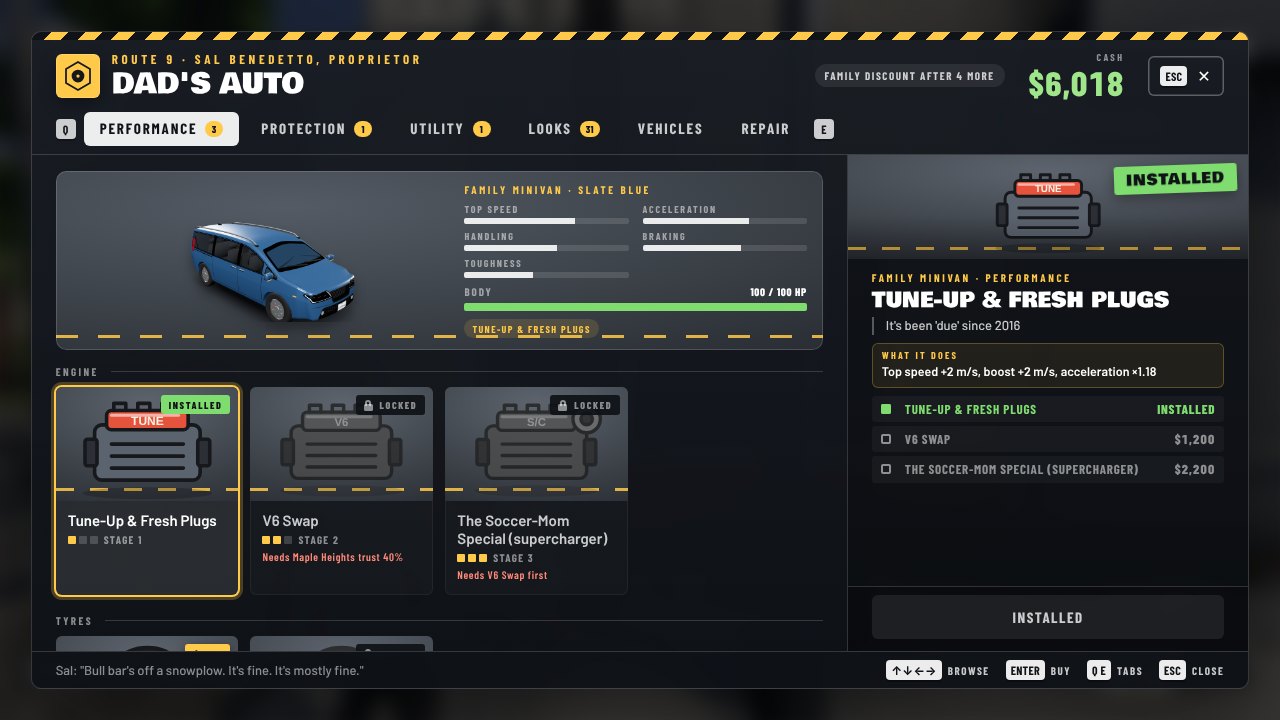 ROUTE 9 · SAL BENEDETTO, PROPRIETOR
DAD'S AUTO
FAMILY DISCOUNT AFTER 4 MORE
CASH
$6,018
ESC ✕
Q PERFORMANCE 3 PROTECTION 1 UTILITY 1 LOOKS 31 VEHICLES REPAIR E
FAMILY MINIVAN · SLATE BLUE
TOP SPEED ACCELERATION
HANDLING BRAKING
TOUGHNESS
BODY 100 / 100 HP
TUNE-UP & FRESH PLUGS
ENGINE
INSTALLED
TUNE
Tune-Up & Fresh Plugs
STAGE 1
LOCKED
V6
V6 Swap
STAGE 2
Needs Maple Heights trust 40%
LOCKED
S/C
The Soccer-Mom
Special (supercharger)
STAGE 3
Needs V6 Swap first
TYRES
TUNE
INSTALLED
FAMILY MINIVAN · PERFORMANCE
TUNE-UP & FRESH PLUGS
It's been 'due' since 2016
WHAT IT DOES
Top speed +2 m/s, boost +2 m/s, acceleration ×1.18
TUNE-UP & FRESH PLUGS INSTALLED
V6 SWAP $1,200
THE SOCCER-MOM SPECIAL (SUPERCHARGER) $2,200
INSTALLED
Sal: "Bull bar's off a snowplow. It's fine. It's mostly fine."
↑↓←→ BROWSE ENTER BUY Q E TABS ESC CLOSE